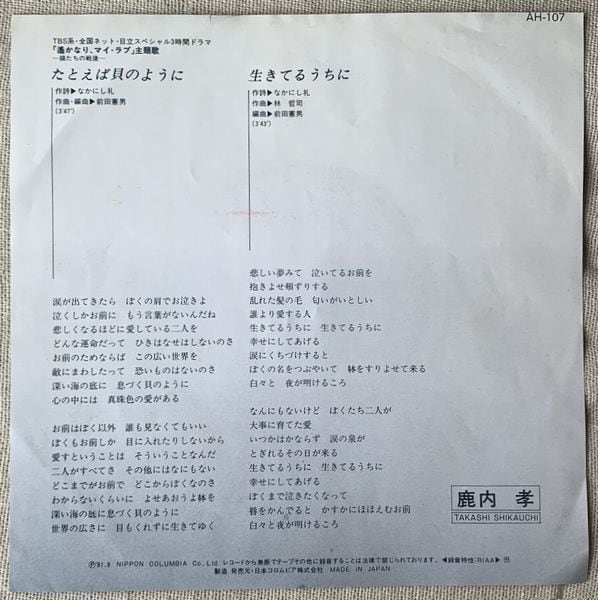 AH-107
TBS系・全国ネット・日立スペシャル3時間ドラマ
「遙かなり、マイ・ラブ」主題歌
—娘たちの戦後—
たとえば貝のように
作詩▶なかにし礼
作曲・編曲▶前田憲男
(3'47")
涙が出てきたら ぼくの肩でお泣きよ
泣くしかお前に もう言葉がないんだね
悲しくなるほどに愛している二人を
どんな運命だって ひきはなせはしないのさ
お前のためならば この広い世界を
敵にまわしたって 恐いものはないのさ
深い海の底に 息づく貝のように
心の中には 真珠色の愛がある
お前はぼく以外 誰も見なくてもいい
ぼくもお前しか 目に入れたりしないから
愛すということは そういうことなんだ
二人がすべてさ その他にはなにもない
どこまでがお前で どこからぼくなのさ
わからないくらいに よせあおうよ躰を
深い海の底に 息づく貝のように
世界の広さに 目もくれずに生きてゆく
生きてるうちに
作詩▶なかにし礼
作曲▶林 哲司
編曲▶前田憲男
(3'43")
悲しい夢みて 泣いてるお前を
抱きよせ頬ずりする
乱れた髪の毛 匂いがいとしい
誰より愛する人
生きてるうちに 生きてるうちに
幸せにしてあげる
涙にくちづけすると
ぼくの名をつぶやいて 躰をすりよせて来る
白々と 夜が明けるころ
なんにもないけど ぼくたち二人が
大事に育てた愛
いつかはかならず 涙の泉が
とぎれるその日が来る
生きてるうちに 生きてるうちに
幸せにしてあげる
ぼくまで泣きたくなって
唇をかんでると かすかにほほえむお前
白々と 夜が明けるころ
鹿内 孝
TAKASHI SHIKAUCHI
Ⓟ'81.8 NIPPON COLUMBIA Co., Ltd. レコードから無断でテープその他に録音することは法律で禁じられております。◀録音特性：RIAA▶
製造 発売元・日本コロムビア株式会社 MADE IN JAPAN